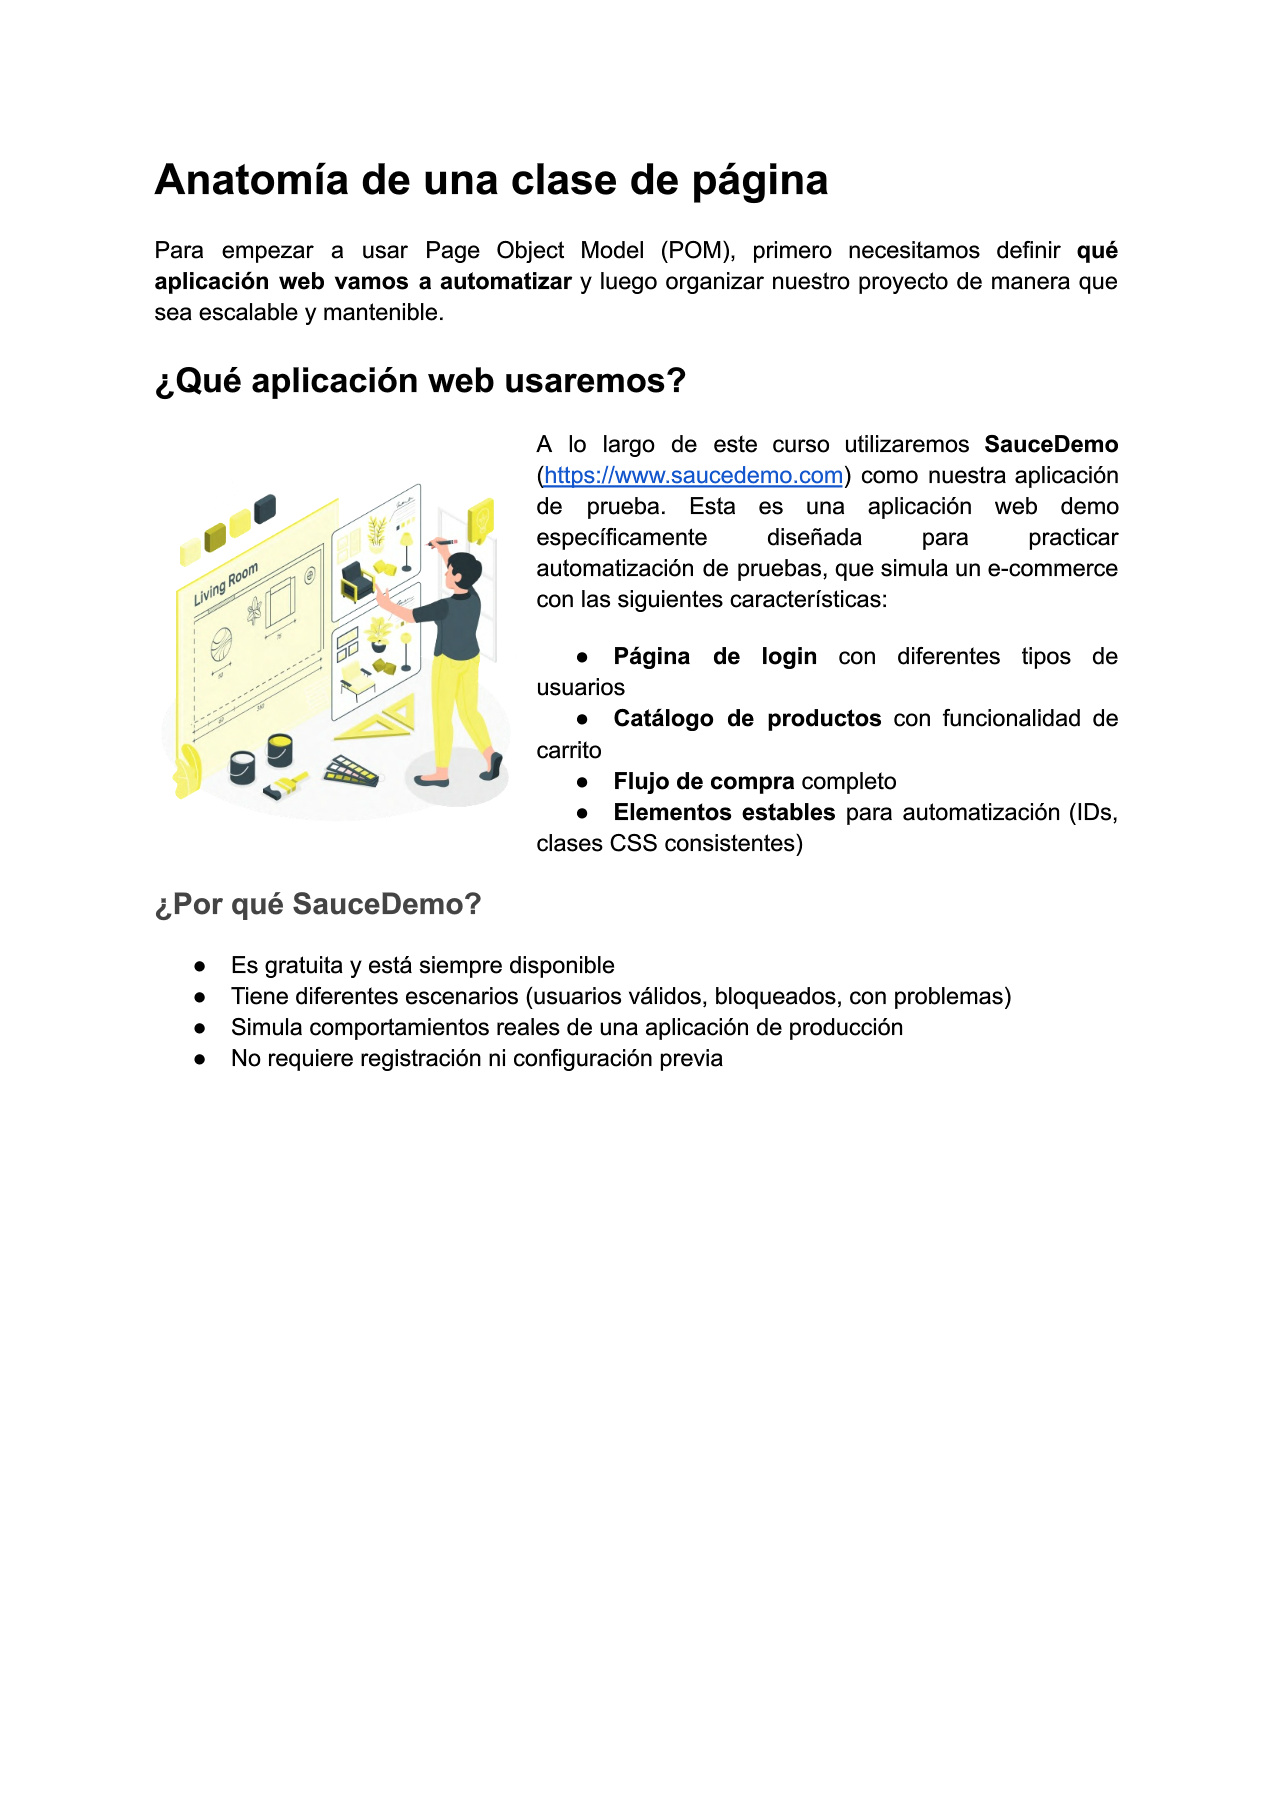 Anatomía de una clase de página
Para empezar a usar Page Object Model (POM), primero necesitamos definir qué
aplicación web vamos a automatizar y luego organizar nuestro proyecto de manera que
sea escalable y mantenible.
¿Qué aplicación web usaremos?
A lo largo de este curso utilizaremos SauceDemo
(https://www.saucedemo.com) como nuestra aplicación
de prueba. Esta es una aplicación web demo
específicamente diseñada para practicar
automatización de pruebas, que simula un e-commerce
con las siguientes características:
● Página de login con diferentes tipos de
usuarios
● Catálogo de productos con funcionalidad de
carrito
● Flujo de compra completo
● Elementos estables para automatización (IDs,
clases CSS consistentes)
Living Room
¿Por qué SauceDemo?
● Es gratuita y está siempre disponible
● Tiene diferentes escenarios (usuarios válidos, bloqueados, con problemas)
● Simula comportamientos reales de una aplicación de producción
● No requiere registración ni configuración previa